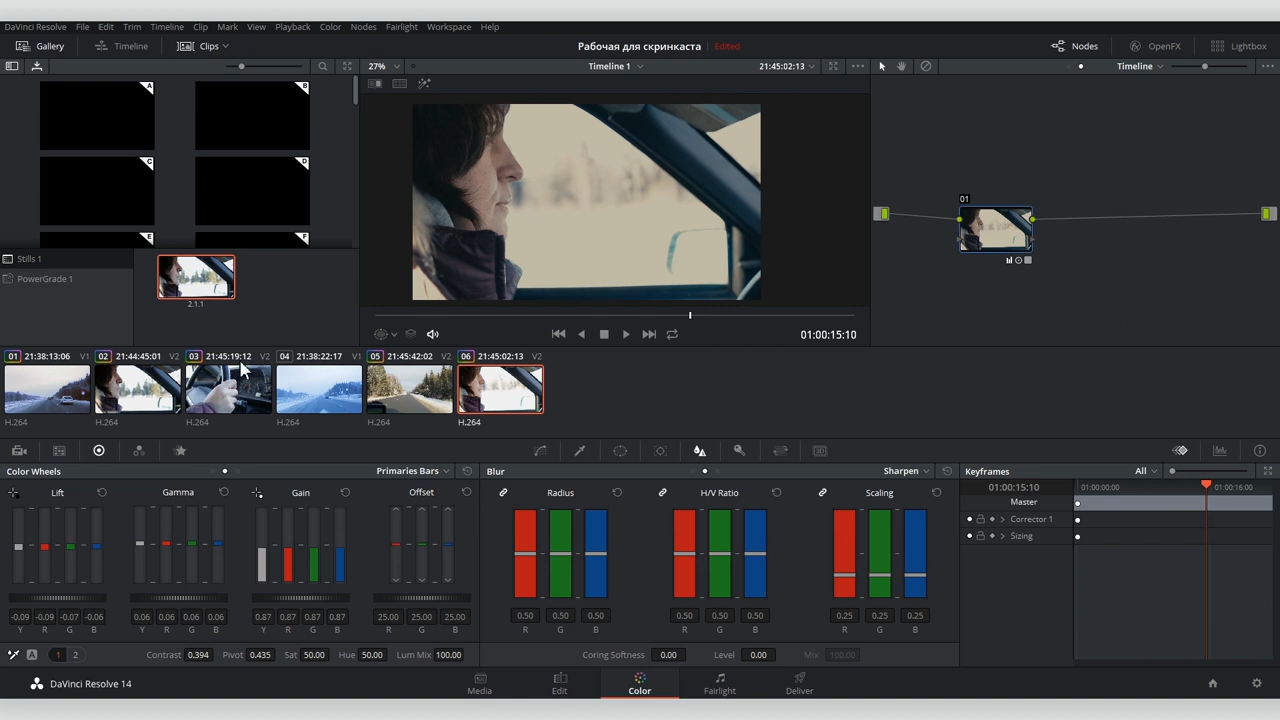 DaVinci Resolve File Edit Trim Timeline Clip Mark View Playback Color Nodes Fairlight Workspace Help
Gallery Timeline Clips Рабочая для скринкаста Edited Nodes OpenFX Lightbox
27% Timeline 1 21:45:02:13 Timeline
A B
C D
E F
01
Stills 1
PowerGrade 1
2.1.1
01:00:15:10
01 21:38:13:06 V1 02 21:44:45:01 V2 03 21:45:19:12 V2 04 21:38:22:17 V1 05 21:45:42:02 V2 06 21:45:02:13 V2
H.264 H.264 H.264 H.264 H.264 H.264
Color Wheels Primaries Bars Blur Sharpen Keyframes All
Lift Gamma Gain Offset Radius H/V Ratio Scaling
01:00:15:10 01:00:00:00 01:00:16:00
Master
Corrector 1
Sizing
-0.09 -0.09 -0.07 -0.06 0.06 0.06 0.06 0.06 0.87 0.87 0.87 0.87 25.00 25.00 25.00 0.50 0.50 0.50 0.50 0.50 0.50 0.25 0.25 0.25
Y R G B Y R G B Y R G B R G B R G B R G B R G B
A 1 2 Contrast 0.394 Pivot 0.435 Sat 50.00 Hue 50.00 Lum Mix 100.00 Coring Softness 0.00 Level 0.00 Mix 100.00
DaVinci Resolve 14 Media Edit Color Fairlight Deliver